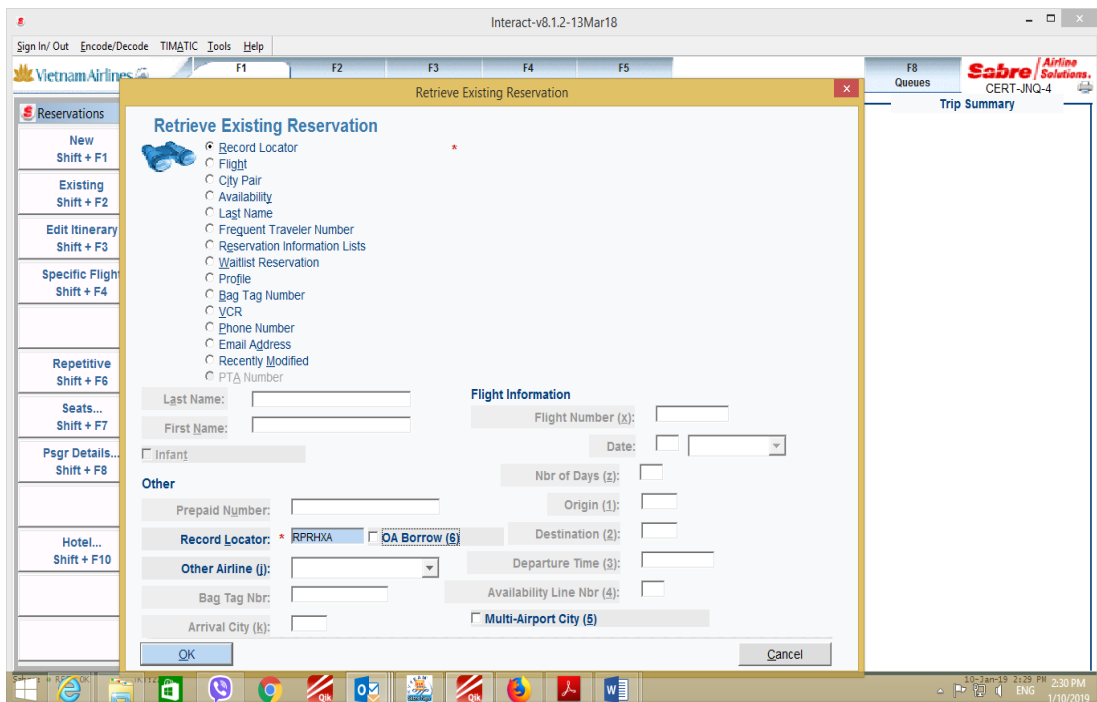 Interact-v8.1.2-13Mar18
Sign In/ Out Encode/Decode TIMATIC Tools Help
Vietnam Airlines
F1 F2 F3 F4 F5
F8
Queues
Sabre Airline Solutions.
CERT-JNQ-4
Retrieve Existing Reservation
Trip Summary
Reservations
New
Shift + F1
Existing
Shift + F2
Edit Itinerary
Shift + F3
Specific Flight
Shift + F4
Repetitive
Shift + F6
Seats...
Shift + F7
Psgr Details...
Shift + F8
Hotel...
Shift + F10
Retrieve Existing Reservation
Record Locator *
Flight
City Pair
Availability
Last Name
Frequent Traveler Number
Reservation Information Lists
Waitlist Reservation
Profile
Bag Tag Number
VCR
Phone Number
Email Address
Recently Modified
PTA Number
Last Name:
First Name:
Infant
Other
Prepaid Number:
Record Locator: * RPRHXA OA Borrow (6)
Other Airline (j):
Bag Tag Nbr:
Arrival City (k):
Flight Information
Flight Number (x):
Date:
Nbr of Days (z):
Origin (1):
Destination (2):
Departure Time (3):
Availability Line Nbr (4):
Multi-Airport City (5)
OK
Cancel
10-Jan-19 2:29 PM
ENG
2:30 PM
1/10/2019